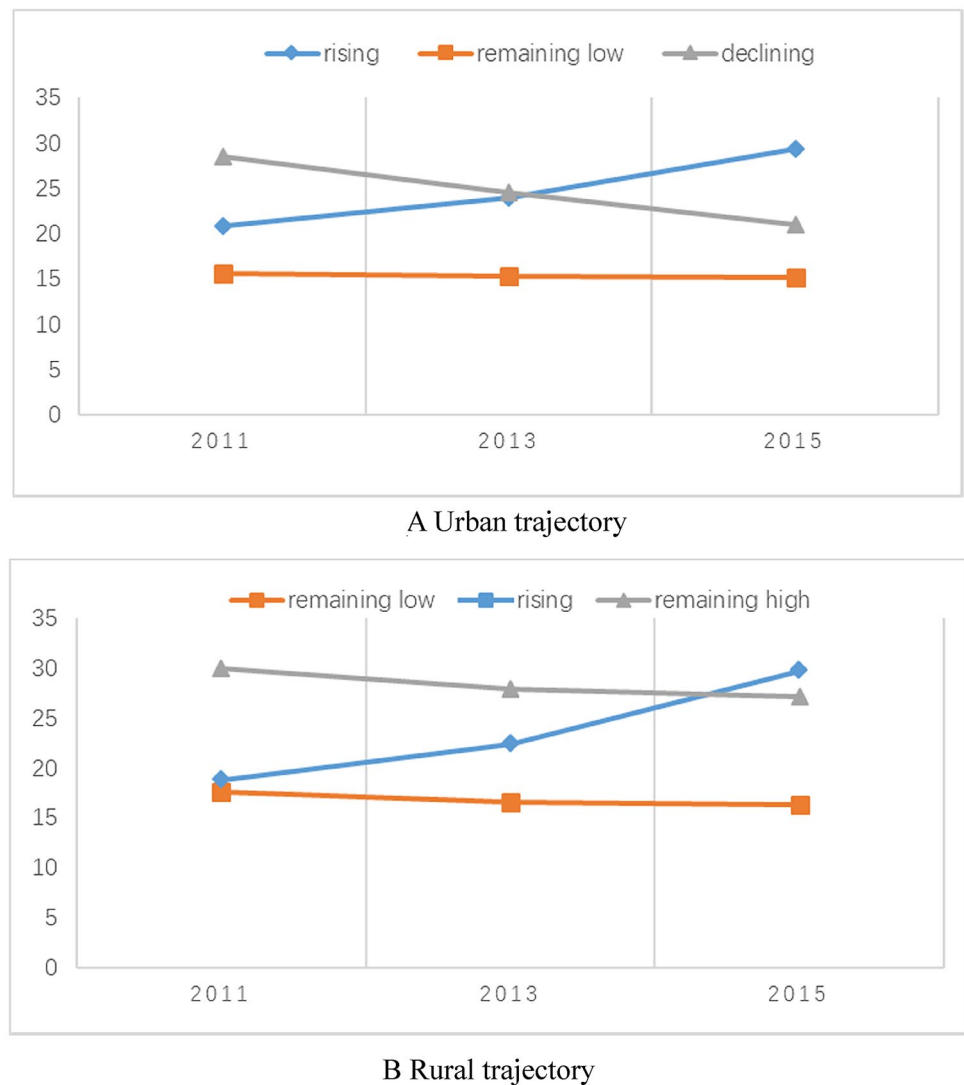 rising remaining low declining
35
30
25
20
15
10
5
0
2011 2013 2015
A Urban trajectory
remaining low rising remaining high
35
30
25
20
15
10
5
0
2011 2013 2015
B Rural trajectory